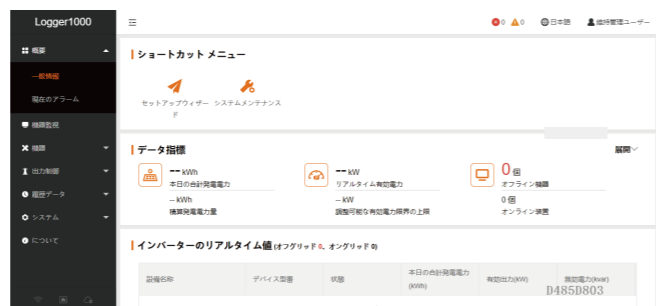 Logger1000
0 0 日本語 維持管理ユーザー
概要
一般情報
現在のアラーム
機器監視
機器
出力制御
履歴データ
システム
について
ショートカット メニュー
セットアップウィザード
システムメンテナンス
データ指標
展開
-- kWh
本日の合計発電電力
-- kWh
積算発電電力量
-- kW
リアルタイム有効電力
-- kW
調整可能な有効電力限界の上限
0 個
オフライン機器
0 個
オンライン装置
インバーターのリアルタイム値 (オフグリッド 0、オングリッド 0)
設備名称 デバイス型番 状態 本日の合計発電電力(kWh) 有効出力(kW) 無効電力(kvar)
D485D803